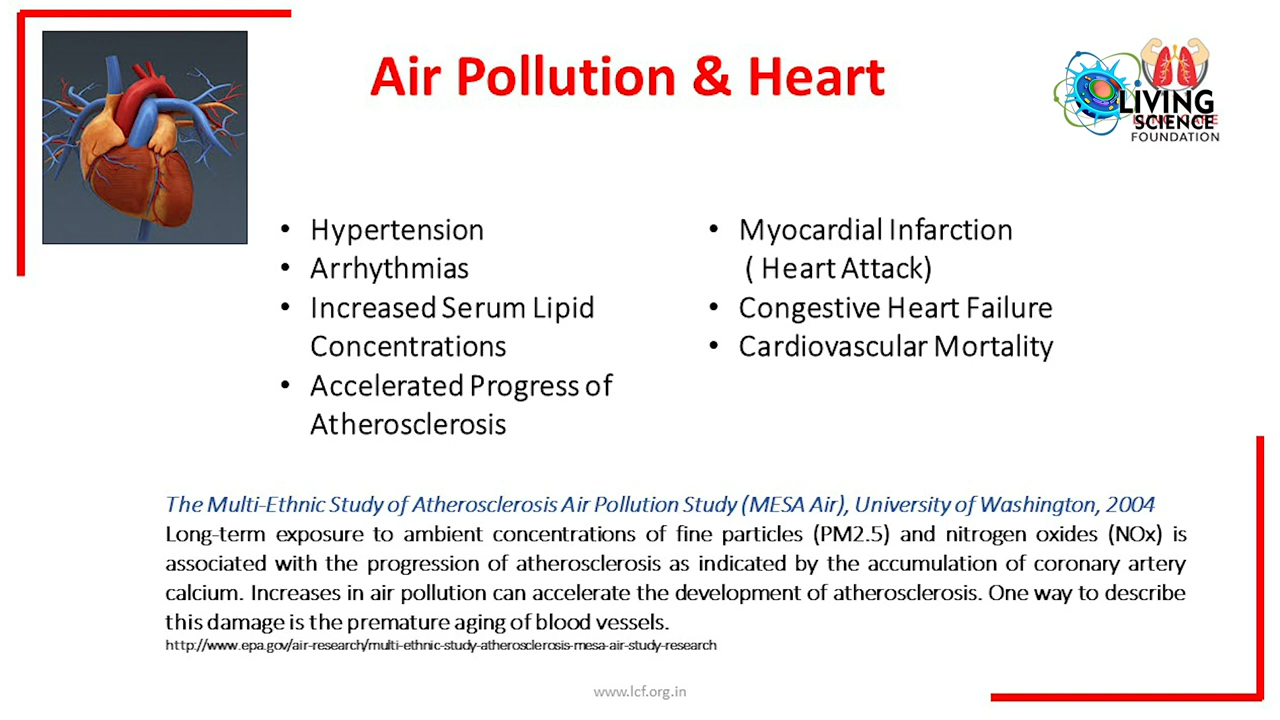 Air Pollution & Heart
LIVING
SCIENCE
FOUNDATION
• Hypertension
• Arrhythmias
• Increased Serum Lipid
Concentrations
• Accelerated Progress of
Atherosclerosis
• Myocardial Infarction
( Heart Attack)
• Congestive Heart Failure
• Cardiovascular Mortality
The Multi-Ethnic Study of Atherosclerosis Air Pollution Study (MESA Air), University of Washington, 2004
Long-term exposure to ambient concentrations of fine particles (PM2.5) and nitrogen oxides (NOx) is
associated with the progression of atherosclerosis as indicated by the accumulation of coronary artery
calcium. Increases in air pollution can accelerate the development of atherosclerosis. One way to describe
this damage is the premature aging of blood vessels.
http://www.epa.gov/air-research/multi-ethnic-study-atherosclerosis-mesa-air-study-research
www.lcf.org.in